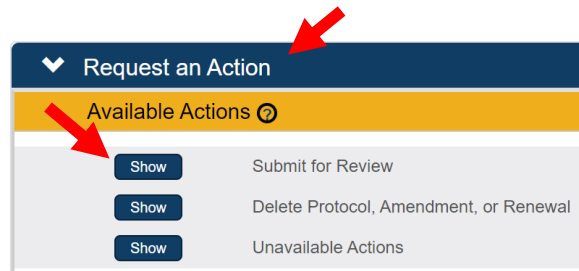 Request an Action
Available Actions ?
Show Submit for Review
Show Delete Protocol, Amendment, or Renewal
Show Unavailable Actions